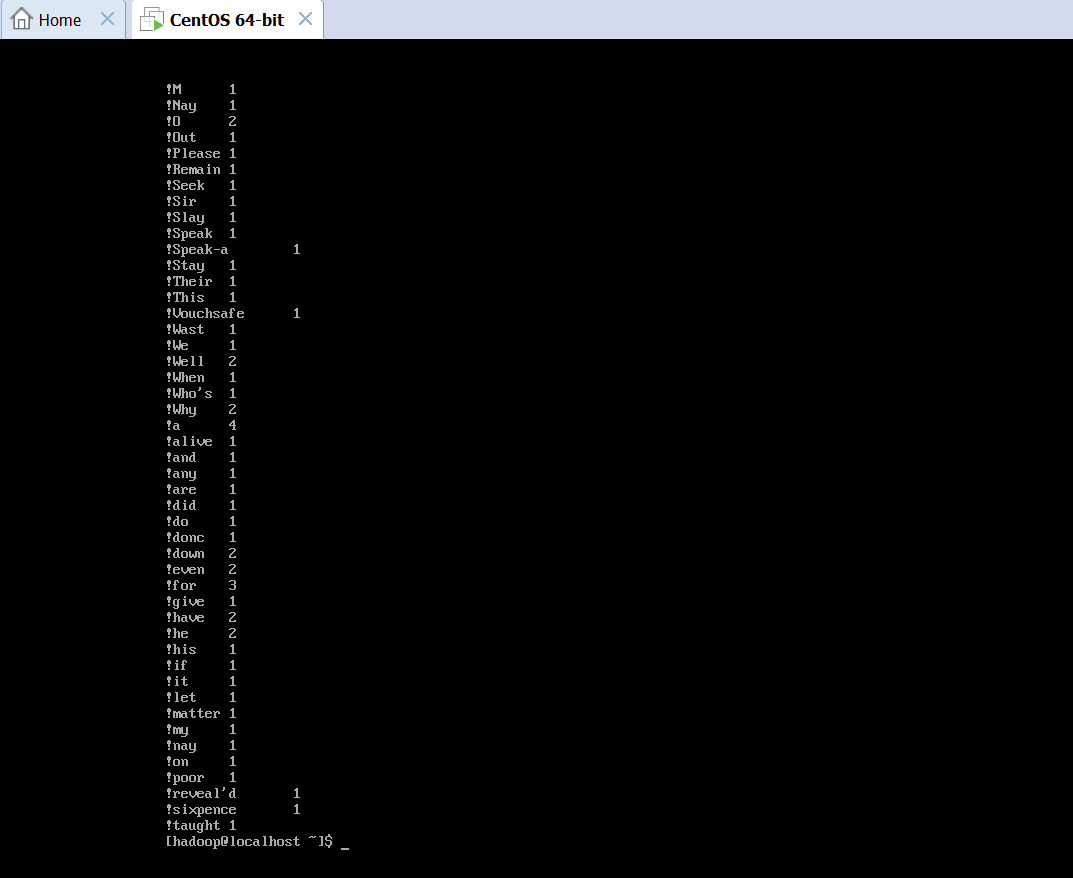 Home
CentOS 64-bit
!M 1
!Nay 1
!O 2
!Out 1
!Please 1
!Remain 1
!Seek 1
!Sir 1
!Slay 1
!Speak 1
!Speak-a 1
!Stay 1
!Their 1
!This 1
!Vouchsafe 1
!Wast 1
!We 1
!Well 2
!When 1
!Who's 1
!Why 2
!a 4
!alive 1
!and 1
!any 1
!are 1
!did 1
!do 1
!donc 1
!down 2
!even 2
!for 3
!give 1
!have 2
!he 2
!his 1
!if 1
!it 1
!let 1
!matter 1
!my 1
!nay 1
!on 1
!poor 1
!reveal'd 1
!sixpence 1
!taught 1
[hadoop@localhost ~]$ _